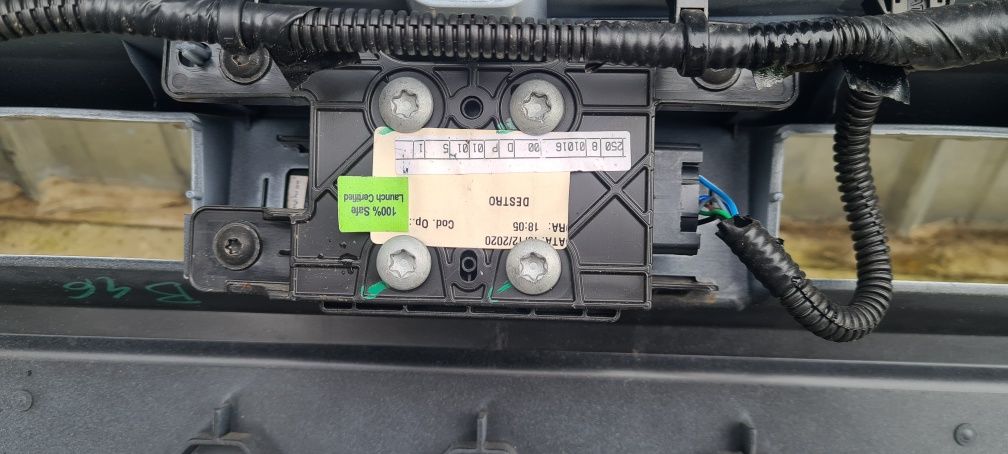 /12/2020
RA: 18:05 Cod. Op.:
DESTRO
250 8 01016 00 D P 01 01 5 1
100% Safe
Launch Certified
B46